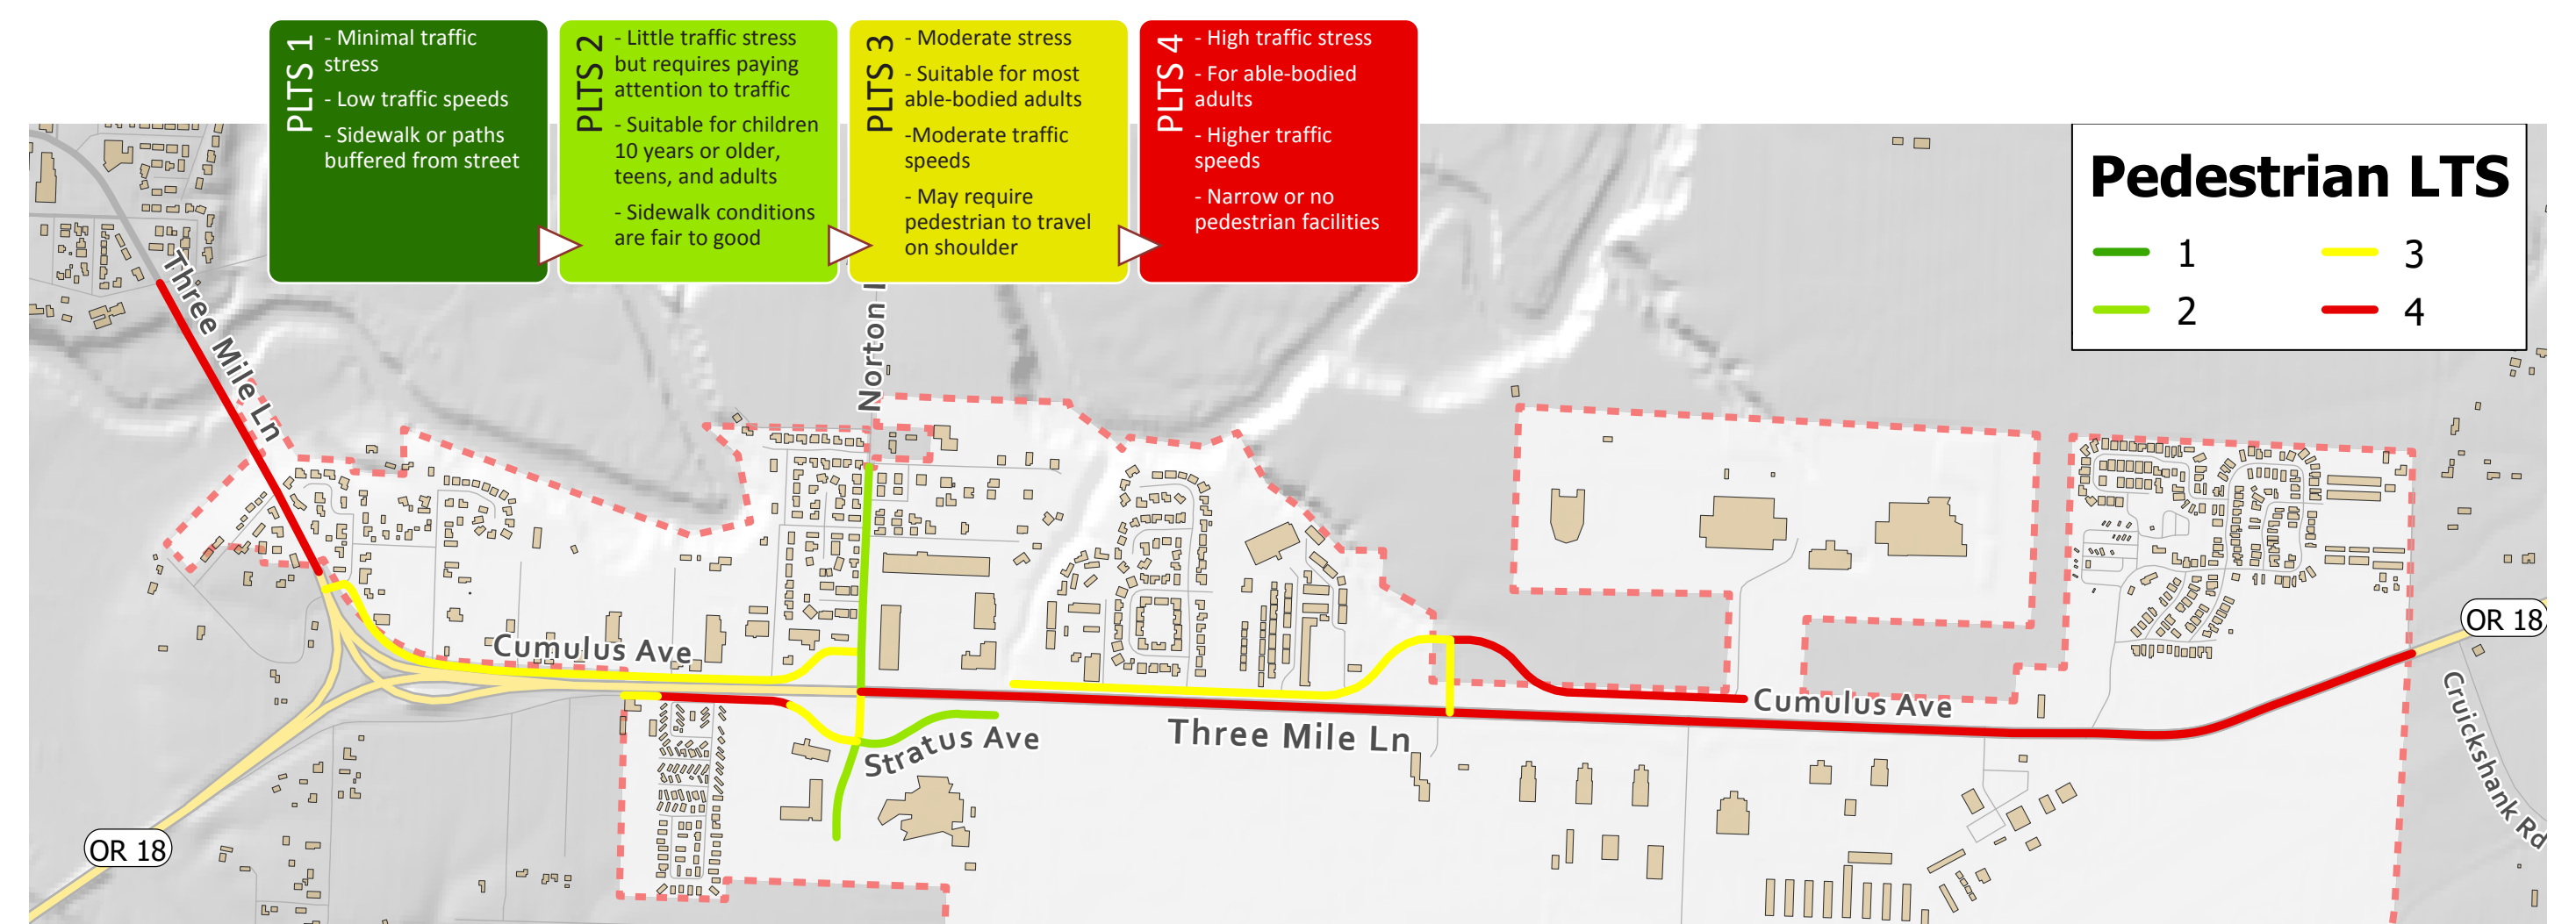 PLTS 1
- Minimal traffic
stress
- Low traffic speeds
- Sidewalk or paths
buffered from street
PLTS 2
- Little traffic stress
but requires paying
attention to traffic
- Suitable for children
10 years or older,
teens, and adults
- Sidewalk conditions
are fair to good
PLTS 3
- Moderate stress
- Suitable for most
able-bodied adults
-Moderate traffic
speeds
- May require
pedestrian to travel
on shoulder
PLTS 4
- High traffic stress
- For able-bodied
adults
- Higher traffic
speeds
- Narrow or no
pedestrian facilities
Pedestrian LTS
1
3
2
4
Three Mile Ln
Norton
Cumulus Ave
Stratus Ave
Three Mile Ln
Cumulus Ave
OR 18
Cruickshank Rd
OR 18